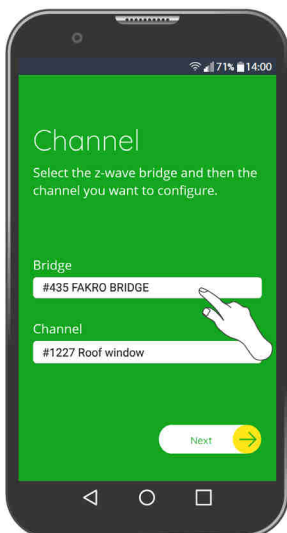 71% 14:00
Channel
Select the z-wave bridge and then the
channel you want to configure.
Bridge
#435 FAKRO BRIDGE
Channel
#1227 Roof window
Next